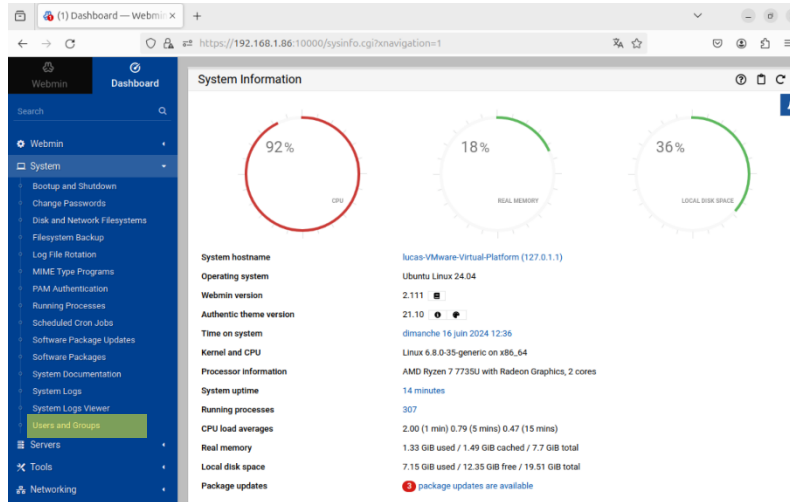 (1) Dashboard — Webmin
https://192.168.1.86:10000/sysinfo.cgi?xnavigation=1
Webmin
Dashboard
Search
Webmin
System
Bootup and Shutdown
Change Passwords
Disk and Network Filesystems
Filesystem Backup
Log File Rotation
MIME Type Programs
PAM Authentication
Running Processes
Scheduled Cron Jobs
Software Package Updates
Software Packages
System Documentation
System Logs
System Logs Viewer
Users and Groups
Servers
Tools
Networking
System Information
92%
CPU
18%
REAL MEMORY
36%
LOCAL DISK SPACE
System hostname lucas-VMware-Virtual-Platform (127.0.1.1)
Operating system Ubuntu Linux 24.04
Webmin version 2.111
Authentic theme version 21.10
Time on system dimanche 16 juin 2024 12:36
Kernel and CPU Linux 6.8.0-35-generic on x86_64
Processor information AMD Ryzen 7 7735U with Radeon Graphics, 2 cores
System uptime 14 minutes
Running processes 307
CPU load averages 2.00 (1 min) 0.79 (5 mins) 0.47 (15 mins)
Real memory 1.33 GiB used / 1.49 GiB cached / 7.7 GiB total
Local disk space 7.15 GiB used / 12.35 GiB free / 19.51 GiB total
Package updates 3 package updates are available